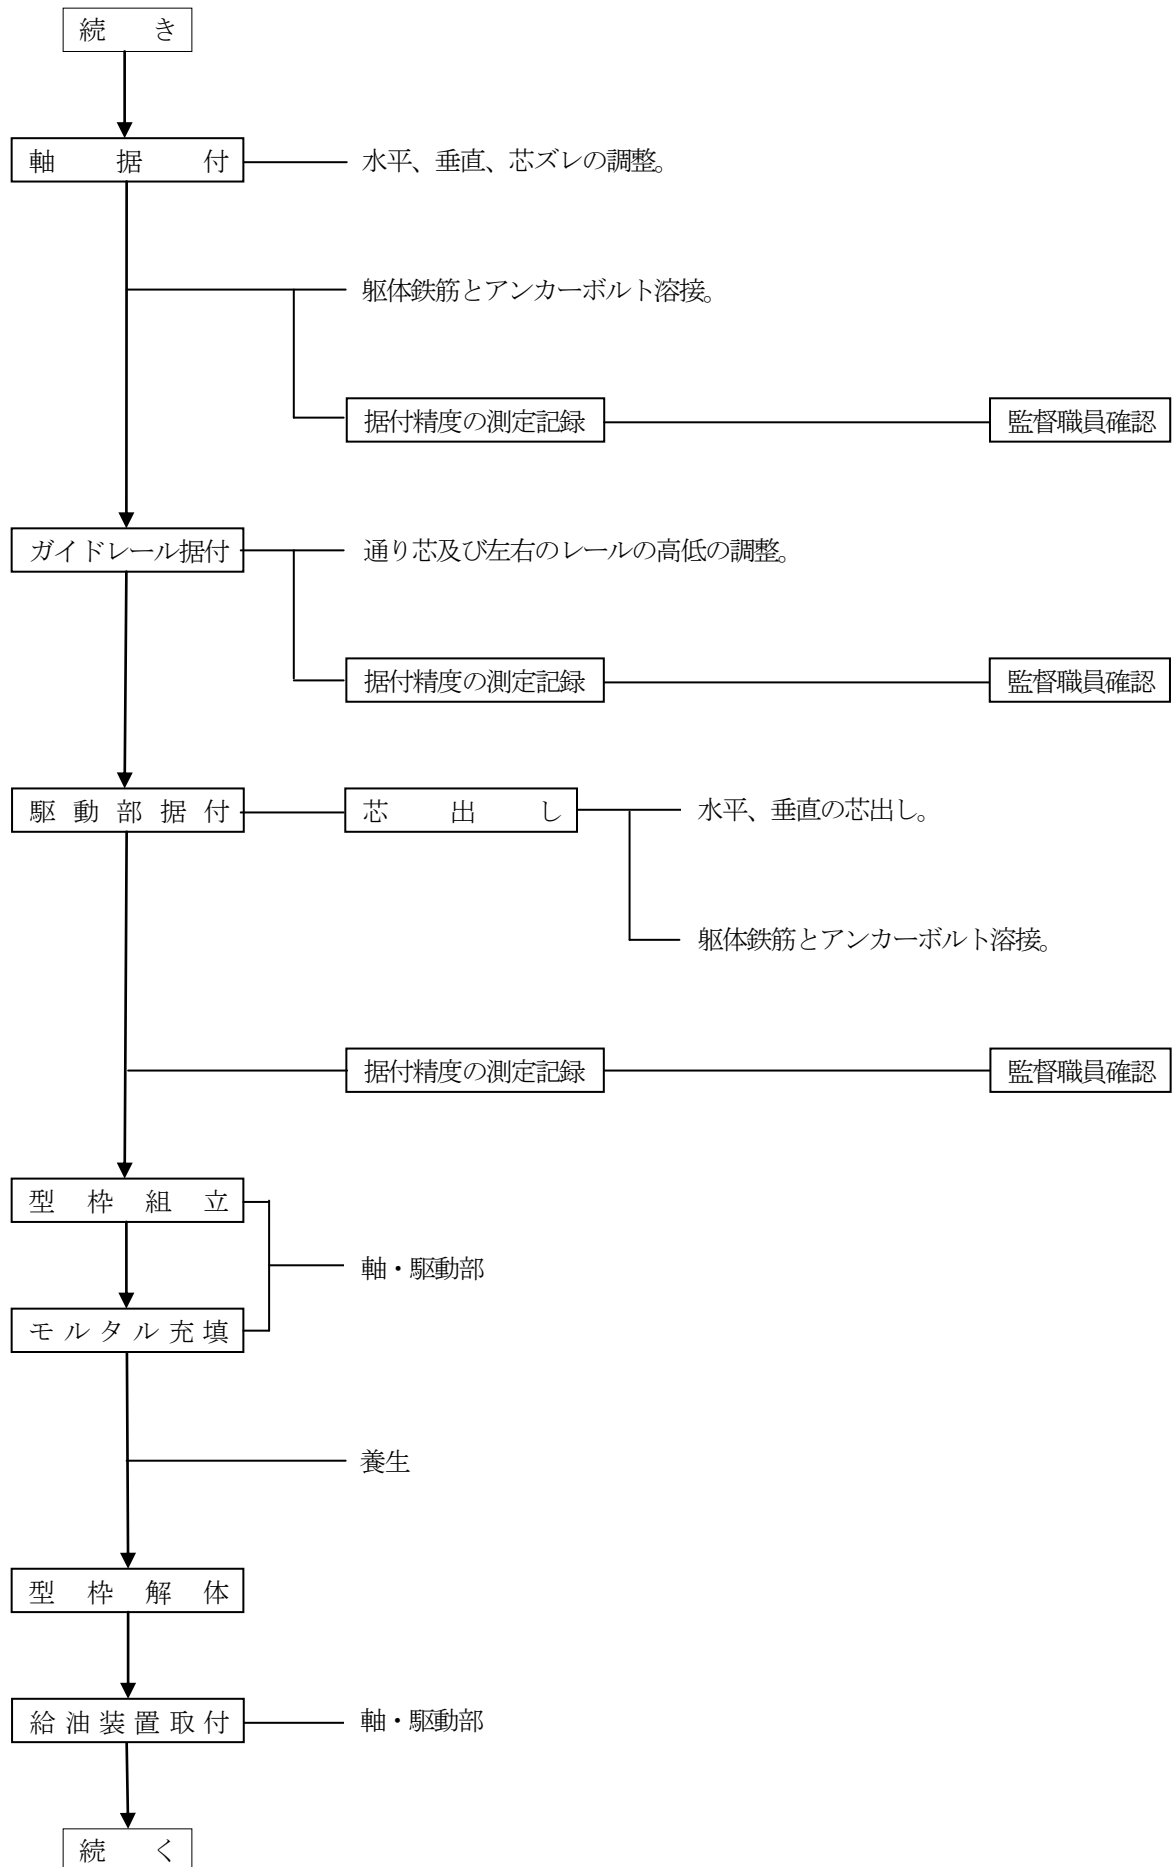 続き
軸据付
水平、垂直、芯ズレの調整。
躯体鉄筋とアンカーボルト溶接。
据付精度の測定記録
監督職員確認
ガイドレール据付
通り芯及び左右のレールの高低の調整。
据付精度の測定記録
監督職員確認
駆動部据付
芯出し
水平、垂直の芯出し。
躯体鉄筋とアンカーボルト溶接。
据付精度の測定記録
監督職員確認
型枠組立
軸・駆動部
モルタル充填
養生
型枠解体
給油装置取付
軸・駆動部
続く